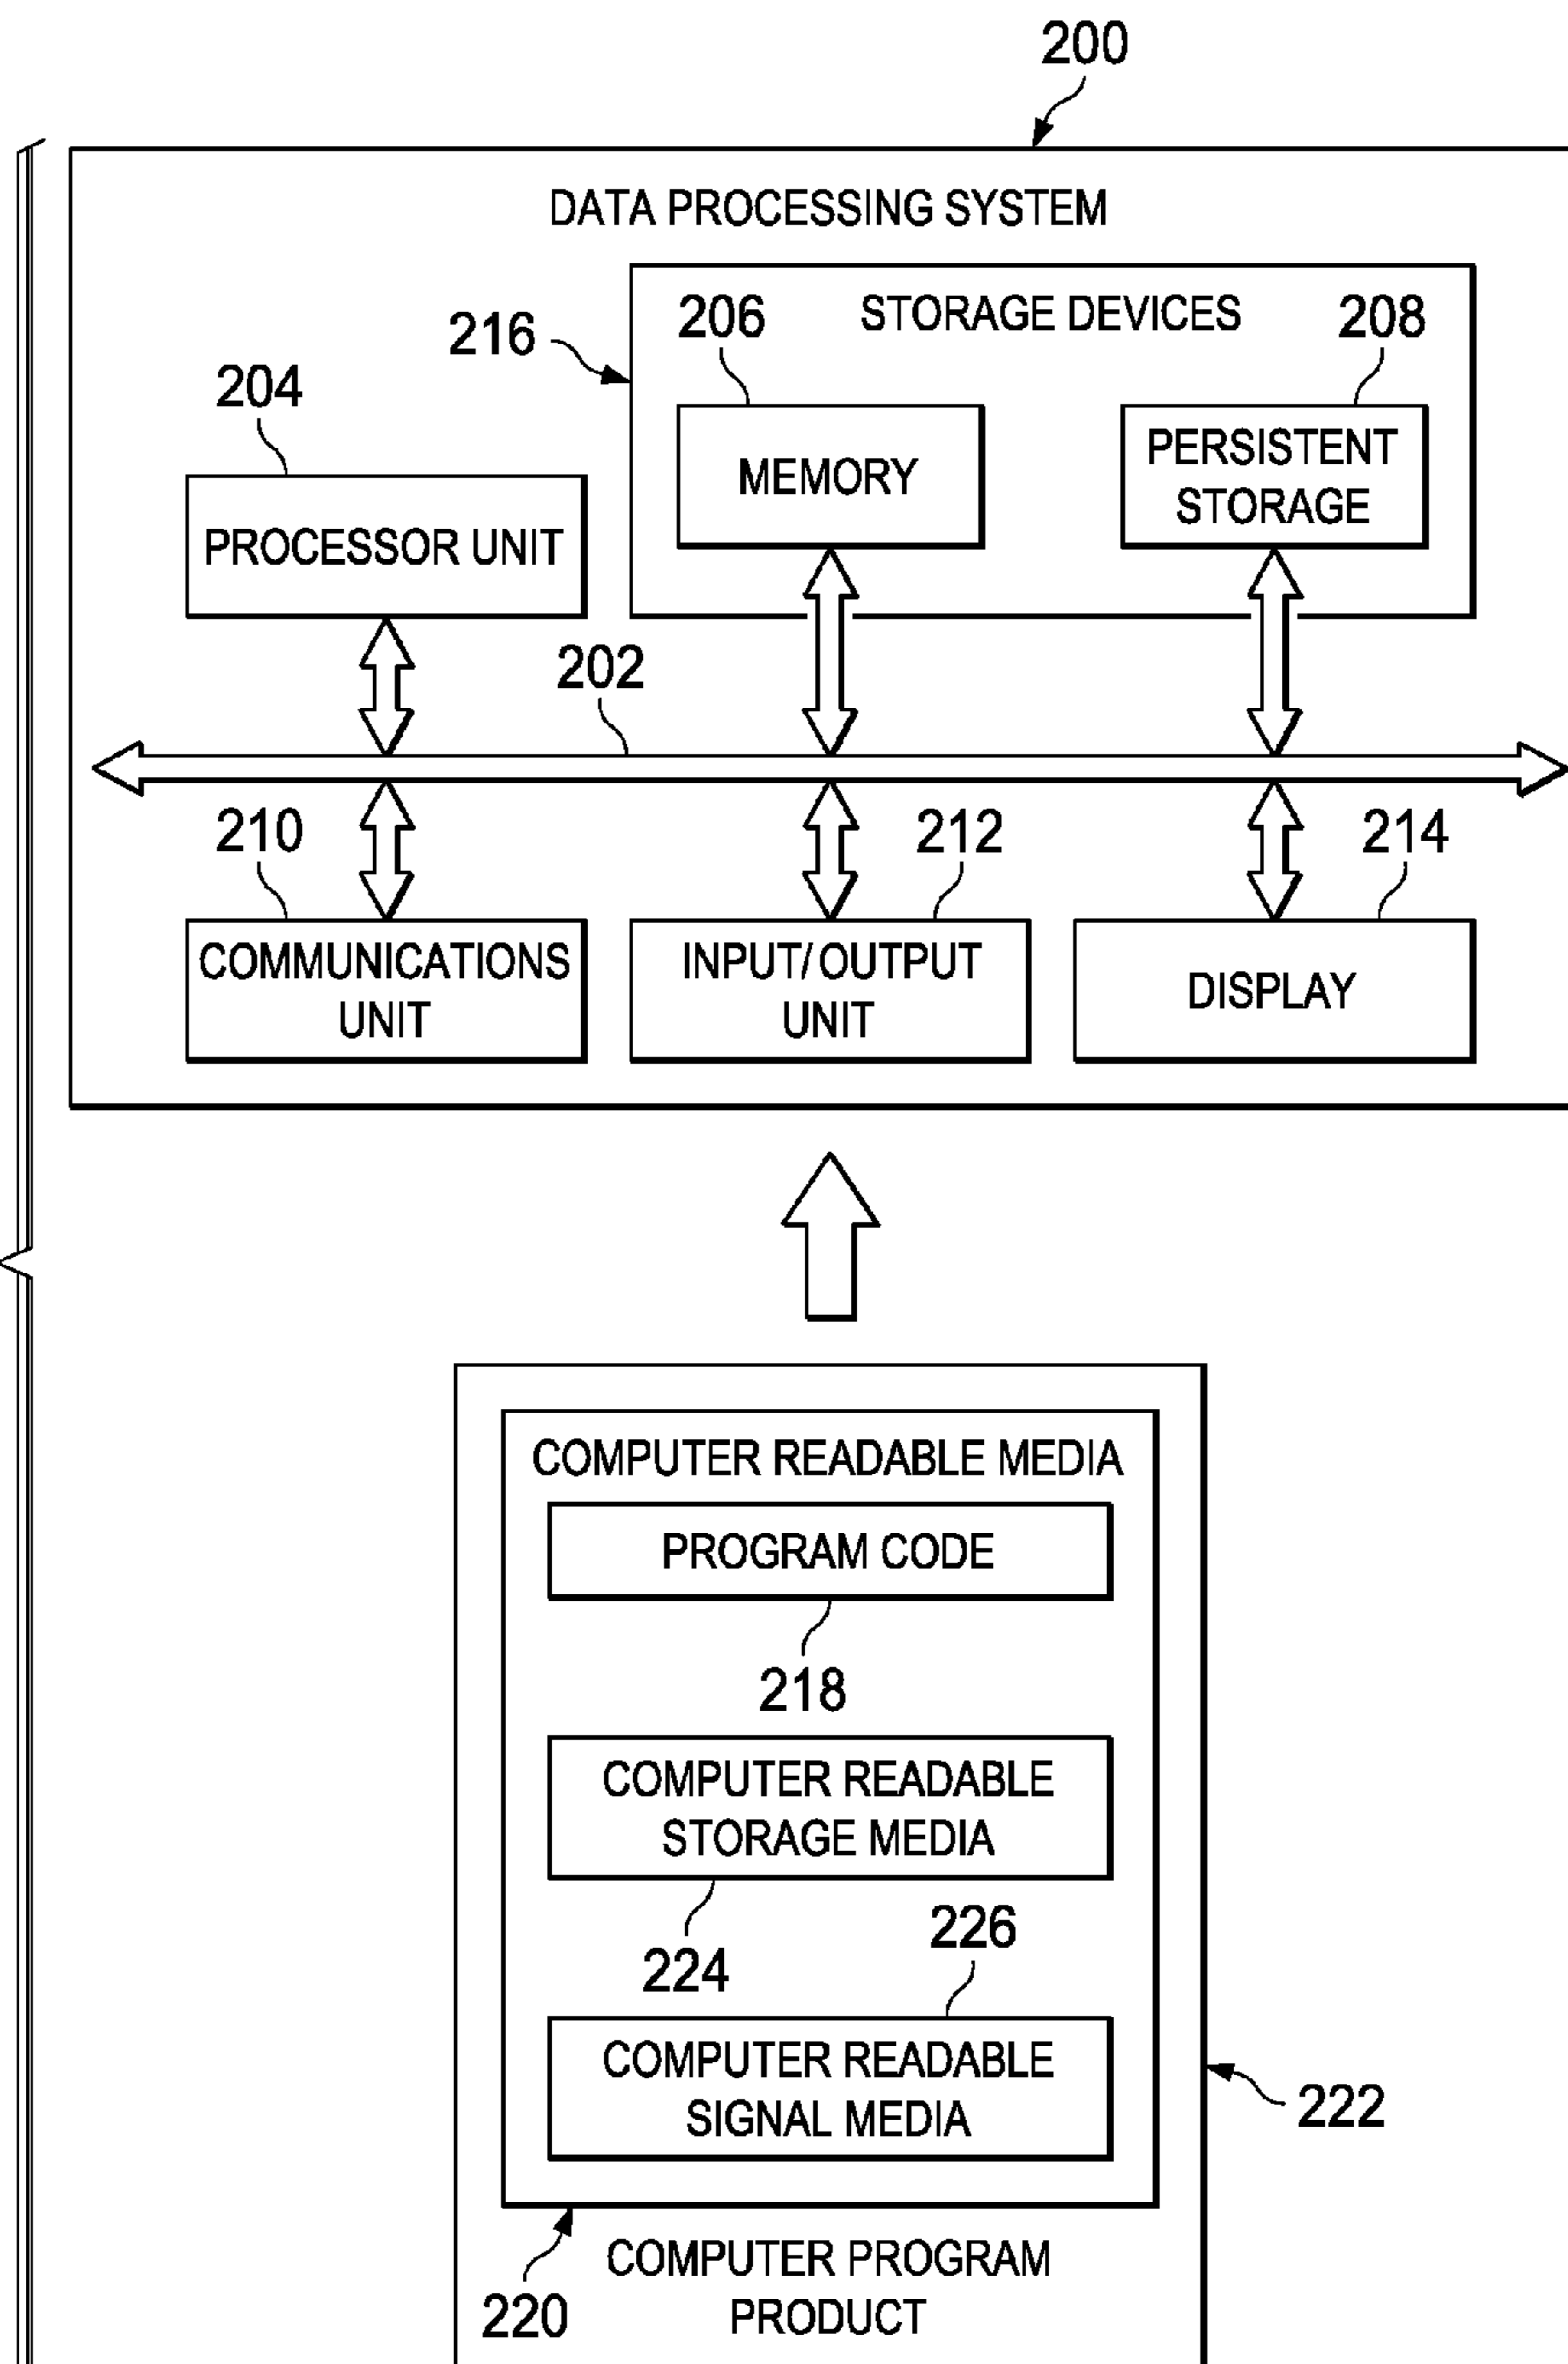 200
DATA PROCESSING SYSTEM
216
206
STORAGE DEVICES
208
204
MEMORY
PERSISTENT
STORAGE
PROCESSOR UNIT
202
210
212
214
COMMUNICATIONS
UNIT
INPUT/OUTPUT
UNIT
DISPLAY
COMPUTER READABLE MEDIA
PROGRAM CODE
218
COMPUTER READABLE
STORAGE MEDIA
224
226
COMPUTER READABLE
SIGNAL MEDIA
222
220
COMPUTER PROGRAM
PRODUCT